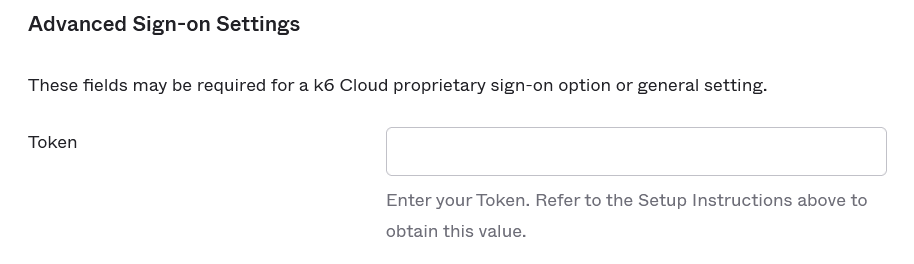 Advanced Sign-on Settings
These fields may be required for a k6 Cloud proprietary sign-on option or general setting.
Token
Enter your Token. Refer to the Setup Instructions above to
obtain this value.